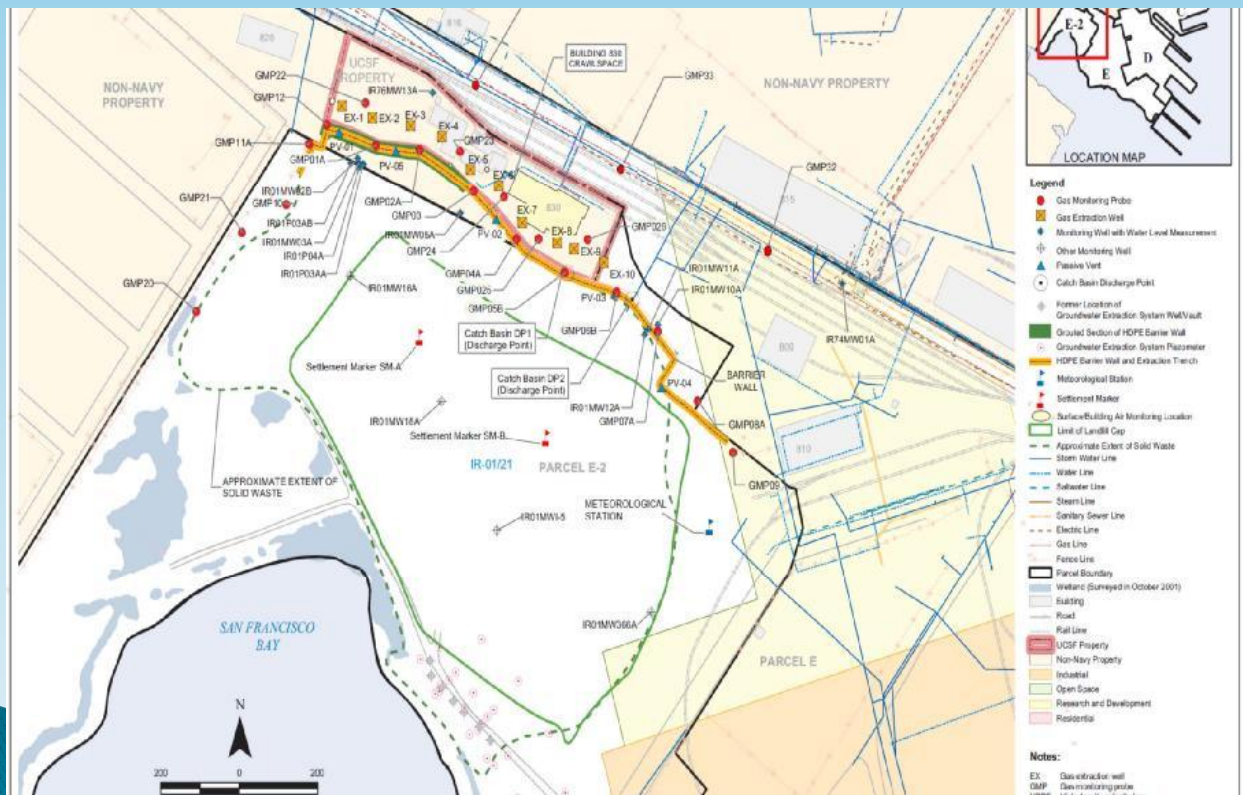 820
816
UCSF
PROPERTY
NON-NAVY
PROPERTY
GMP22
GMP12
GMP11A
GMP21
GMP20
IR76MW13A
BUILDING 830
CRAWLSPACE
GMP33
NON-NAVY PROPERTY
EX-1
EX-2
EX-3
EX-4
EX-5
EX-6
EX-7
EX-8
EX-9
EX-10
GMP23
830
GMP32
815
PV-01
PV-05
GMP01A
IR01MW02B
GMP10
IR01P03AB
IR01MW03A
IR01P04A
IR01P03AA
GMP02A
GMP03
IR01MW05A
GMP24
PV-02
GMP04A
GMP025
GMP05B
GMP026
IR01MW11A
IR01MW10A
PV-03
GMP06B
IR74MW01A
809
IR01MW16A
Settlement Marker SM-A
Catch Basin DP1
(Discharge Point)
Catch Basin DP2
(Discharge Point)
BARRIER
WALL
PV-04
IR01MW12A
GMP07A
GMP08A
GMP09
810
IR01MW18A
Settlement Marker SM-B
IR-01/21
PARCEL E-2
APPROXIMATE EXTENT OF
SOLID WASTE
METEOROLOGICAL
STATION
IR01MWI-5
IR01MW366A
SAN FRANCISCO
BAY
PARCEL E
N
200
0
200
E-2
D
E
LOCATION MAP
Legend
Gas Monitoring Probe
Gas Extraction Well
Monitoring Well with Water Level Measurement
Other Monitoring Well
Passive Vent
Catch Basin Discharge Point
Former Location of
Groundwater Extraction System Well/Vault
Grouted Section of HDPE Barrier Wall
Groundwater Extraction System Piezometer
HDPE Barrier Wall and Extraction Trench
Meteorological Station
Settlement Marker
Surface/Building Air Monitoring Location
Limit of Landfill Cap
Approximate Extent of Solid Waste
Storm Water Line
Water Line
Saltwater Line
Steam Line
Sanitary Sewer Line
Electric Line
Gas Line
Fence Line
Parcel Boundary
Wetland (Surveyed in October 2001)
Building
Road
Rail Line
UCSF Property
Non-Navy Property
Industrial
Open Space
Research and Development
Residential
Notes:
EX Gas extraction well
GMP Gas monitoring probe